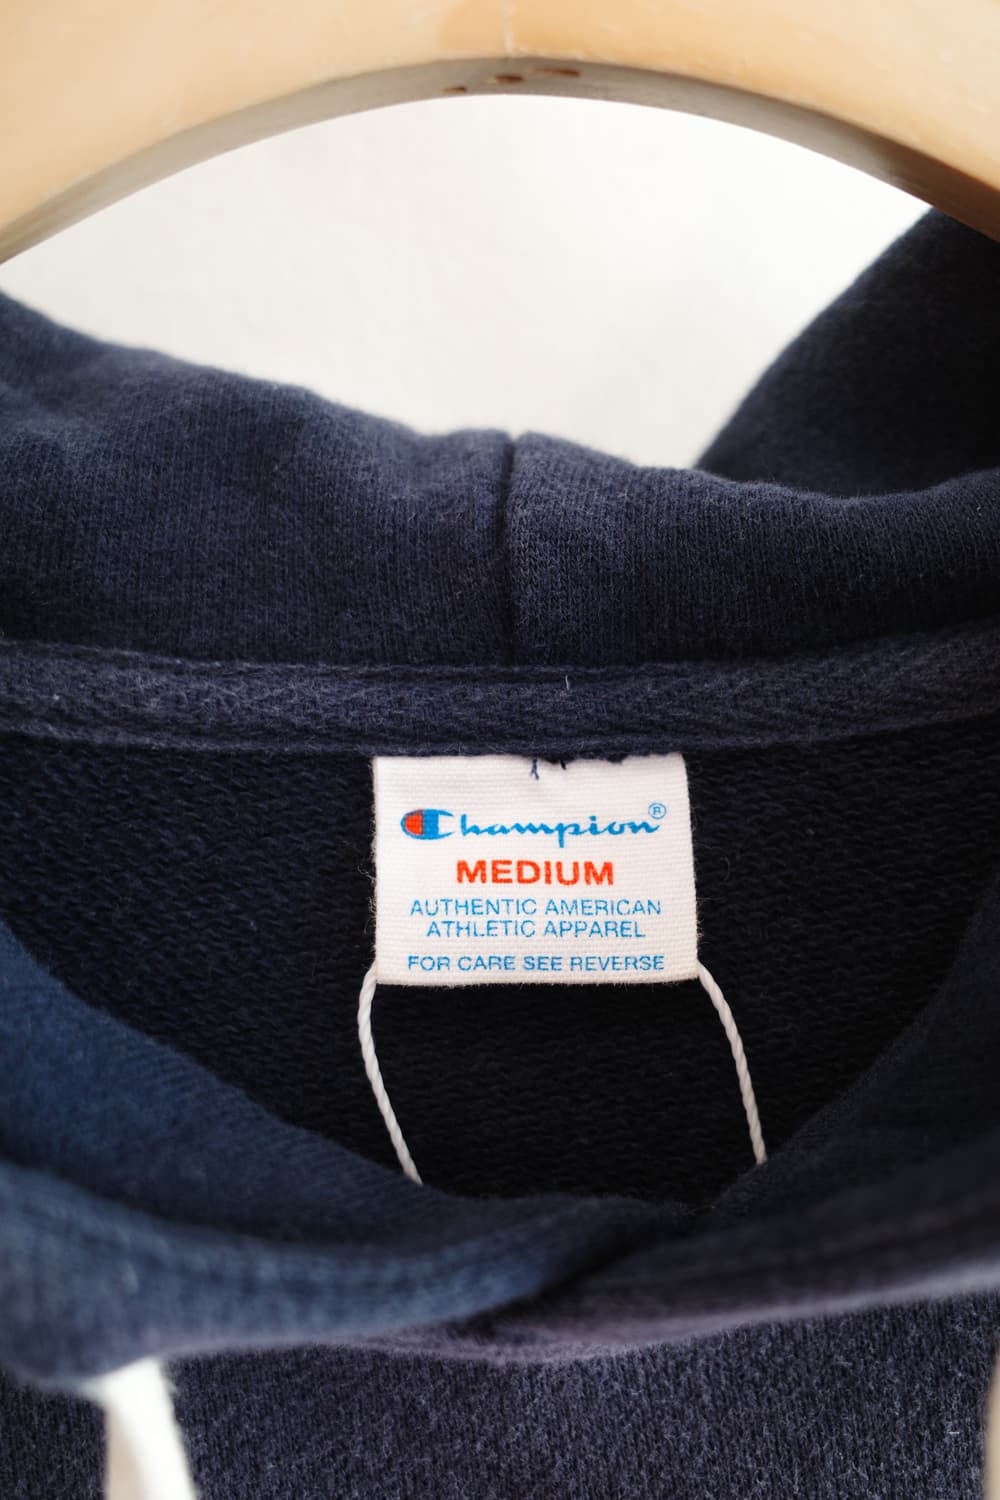 Champion®
MEDIUM
AUTHENTIC AMERICAN
ATHLETIC APPAREL
FOR CARE SEE REVERSE